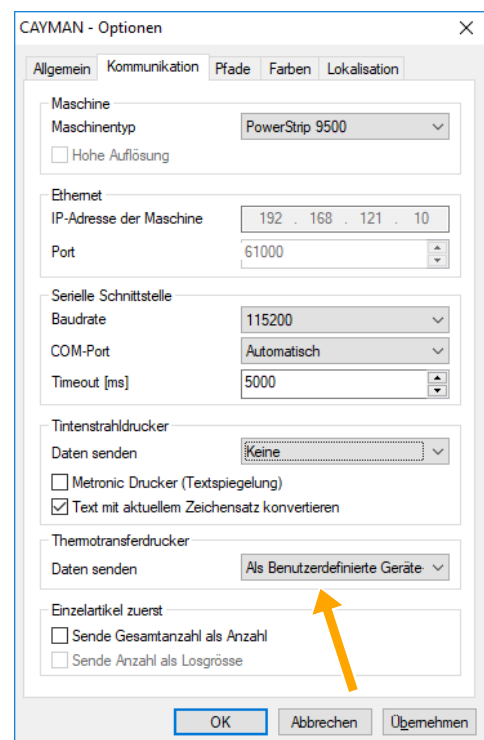 CAYMAN - Optionen
Allgemein Kommunikation Pfade Farben Lokalisation
Maschine
Maschinentyp PowerStrip 9500
Hohe Auflösung
Ethernet
IP-Adresse der Maschine 192 . 168 . 121 . 10
Port 61000
Serielle Schnittstelle
Baudrate 115200
COM-Port Automatisch
Timeout [ms] 5000
Tintenstrahldrucker
Daten senden Keine
Metronic Drucker (Textspiegelung)
Text mit aktuellem Zeichensatz konvertieren
Thermotransferdrucker
Daten senden Als Benutzerdefinierte Geräte-
Einzelartikel zuerst
Sende Gesamtanzahl als Anzahl
Sende Anzahl als Losgrösse
OK Abbrechen Übernehmen